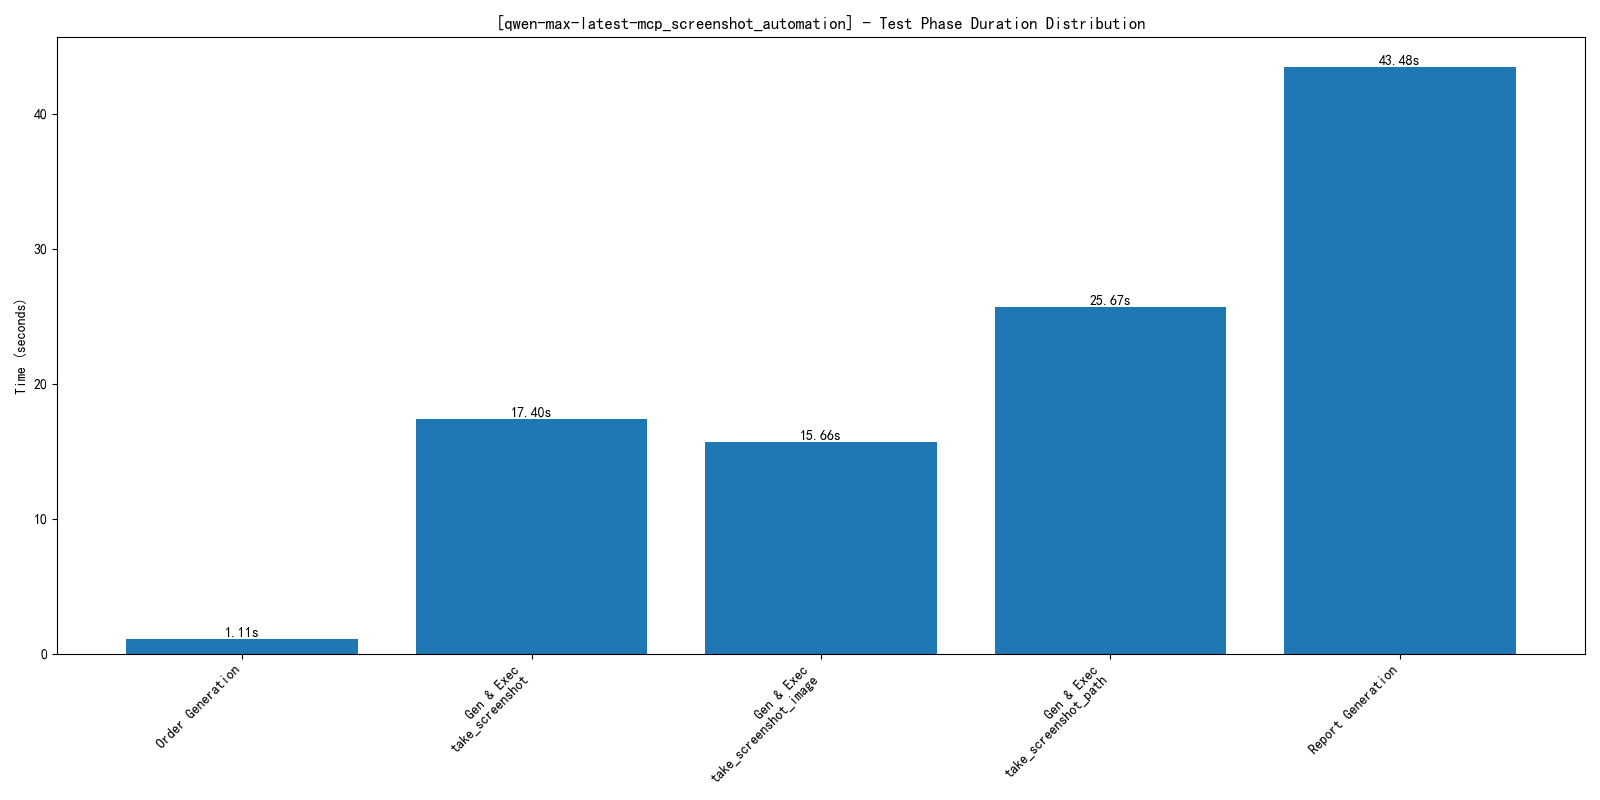 [qwen-max-latest-mcp_screenshot_automation] - Test Phase Duration Distribution
Time (seconds)
40
30
20
10
0
1.11s
17.40s
15.66s
25.67s
43.48s
Order Generation
Gen & Exec
take_screenshot
Gen & Exec
take_screenshot_image
Gen & Exec
take_screenshot_path
Report Generation